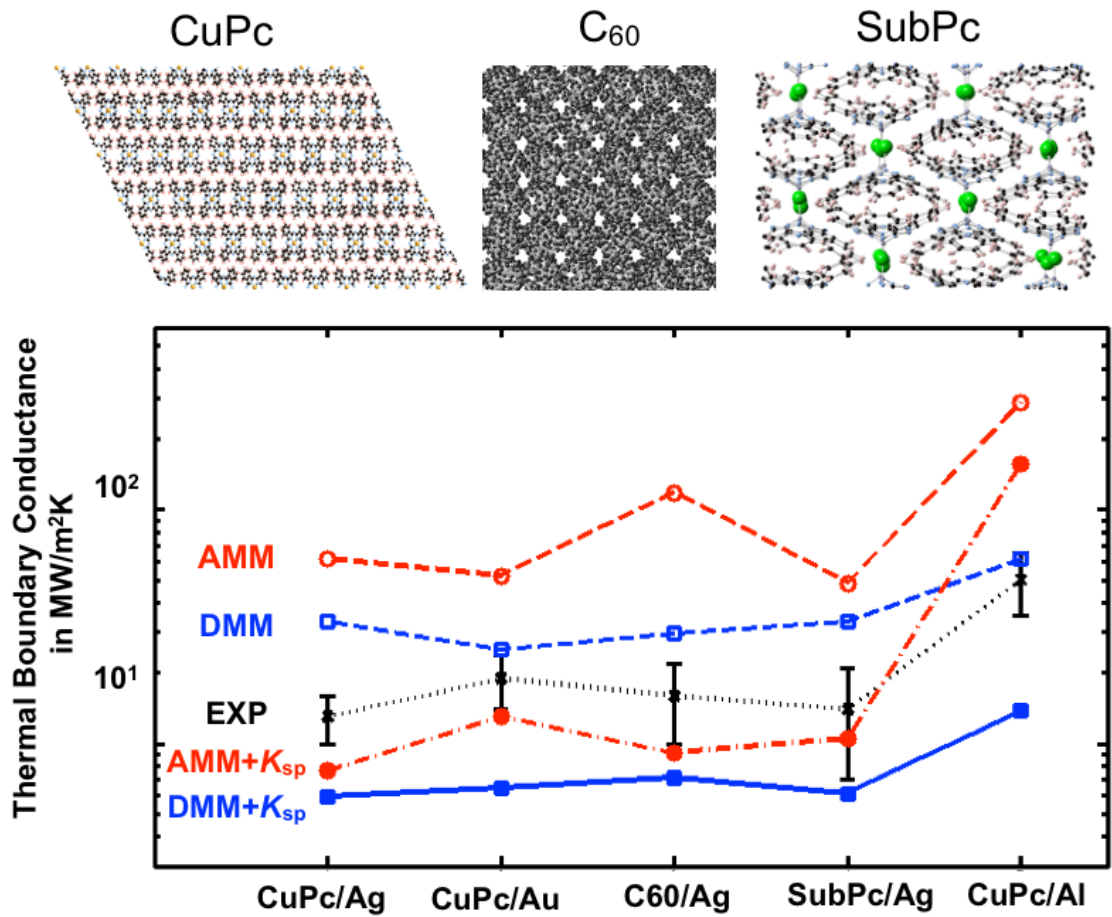 CuPc
C₆₀
SubPc
Thermal Boundary Conductance
in MW/m²K
10²
10¹
AMM
DMM
EXP
AMM+Kₛₚ
DMM+Kₛₚ
CuPc/Ag
CuPc/Au
C60/Ag
SubPc/Ag
CuPc/Al